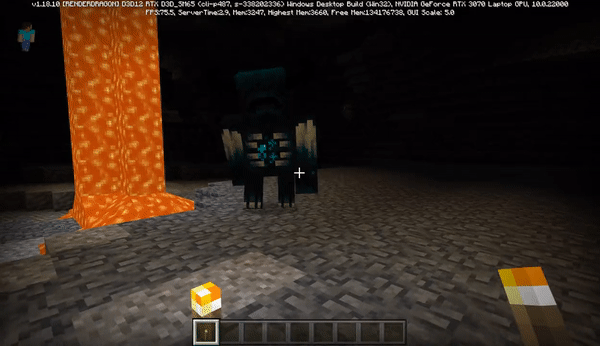 v1.18.10 [RENDERDRAGON] D3D12 RTX D3D_SM65 (cli-p487, s-338202336) Windows Desktop Build (Win32), NVIDIA GeForce RTX 3070 Laptop GPU, 10.0.22000
FPS:75.5, ServerTime:2.9, Mem:3247, Highest Mem:3660, Free Mem:134176738, GUI Scale: 5.0